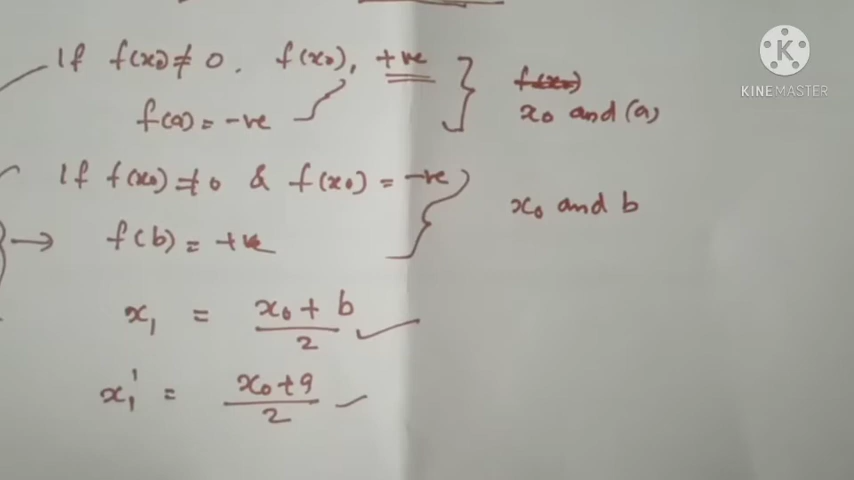 If f(x₀) ≠ 0. f(x₀), +ve
f(a) = -ve
x₀ and (a)
If f(x₀) ≠ 0 & f(x₀) = -ve
f(b) = +ve
x₀ and b
x₁ = x₀ + b / 2
x₁' = x₀ + a / 2
K
KINEMASTER